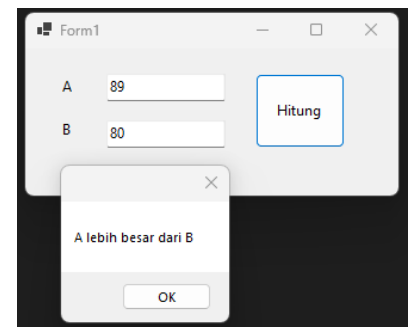 Form1
A 89
Hitung
B 80
A lebih besar dari B
OK